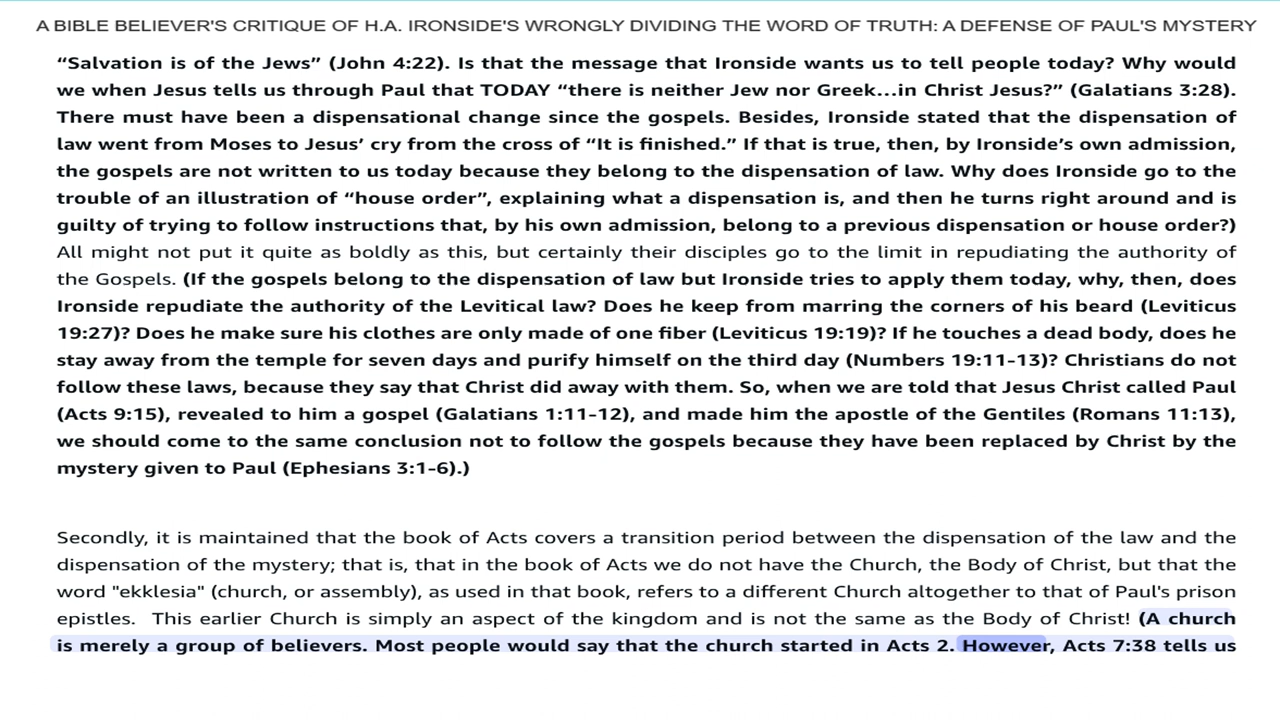 A BIBLE BELIEVER'S CRITIQUE OF H.A. IRONSIDE'S WRONGLY DIVIDING THE WORD OF TRUTH: A DEFENSE OF PAUL'S MYSTERY
“Salvation is of the Jews” (John 4:22). Is that the message that Ironside wants us to tell people today? Why would
we when Jesus tells us through Paul that TODAY “there is neither Jew nor Greek…in Christ Jesus?” (Galatians 3:28).
There must have been a dispensational change since the gospels. Besides, Ironside stated that the dispensation of
law went from Moses to Jesus’ cry from the cross of “It is finished.” If that is true, then, by Ironside’s own admission,
the gospels are not written to us today because they belong to the dispensation of law. Why does Ironside go to the
trouble of an illustration of “house order”, explaining what a dispensation is, and then he turns right around and is
guilty of trying to follow instructions that, by his own admission, belong to a previous dispensation or house order?)
All might not put it quite as boldly as this, but certainly their disciples go to the limit in repudiating the authority of
the Gospels. (If the gospels belong to the dispensation of law but Ironside tries to apply them today, why, then, does
Ironside repudiate the authority of the Levitical law? Does he keep from marring the corners of his beard (Leviticus
19:27)? Does he make sure his clothes are only made of one fiber (Leviticus 19:19)? If he touches a dead body, does he
stay away from the temple for seven days and purify himself on the third day (Numbers 19:11-13)? Christians do not
follow these laws, because they say that Christ did away with them. So, when we are told that Jesus Christ called Paul
(Acts 9:15), revealed to him a gospel (Galatians 1:11-12), and made him the apostle of the Gentiles (Romans 11:13),
we should come to the same conclusion not to follow the gospels because they have been replaced by Christ by the
mystery given to Paul (Ephesians 3:1-6).)
Secondly, it is maintained that the book of Acts covers a transition period between the dispensation of the law and the
dispensation of the mystery; that is, that in the book of Acts we do not have the Church, the Body of Christ, but that the
word "ekklesia" (church, or assembly), as used in that book, refers to a different Church altogether to that of Paul's prison
epistles.  This earlier Church is simply an aspect of the kingdom and is not the same as the Body of Christ! (A church
is merely a group of believers. Most people would say that the church started in Acts 2. However, Acts 7:38 tells us